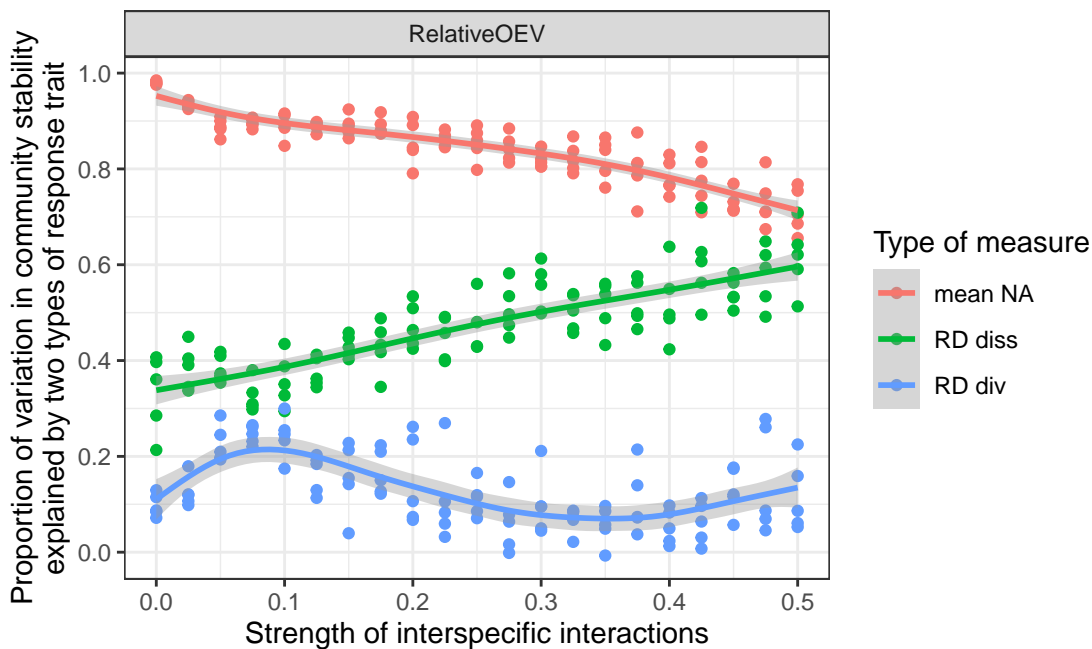 RelativeOEV
Proportion of variation in community stability
explained by two types of response trait
1.0
0.8
0.6
0.4
0.2
0.0
0.0 0.1 0.2 0.3 0.4 0.5
Strength of interspecific interactions
Type of measure
mean NA
RD diss
RD div